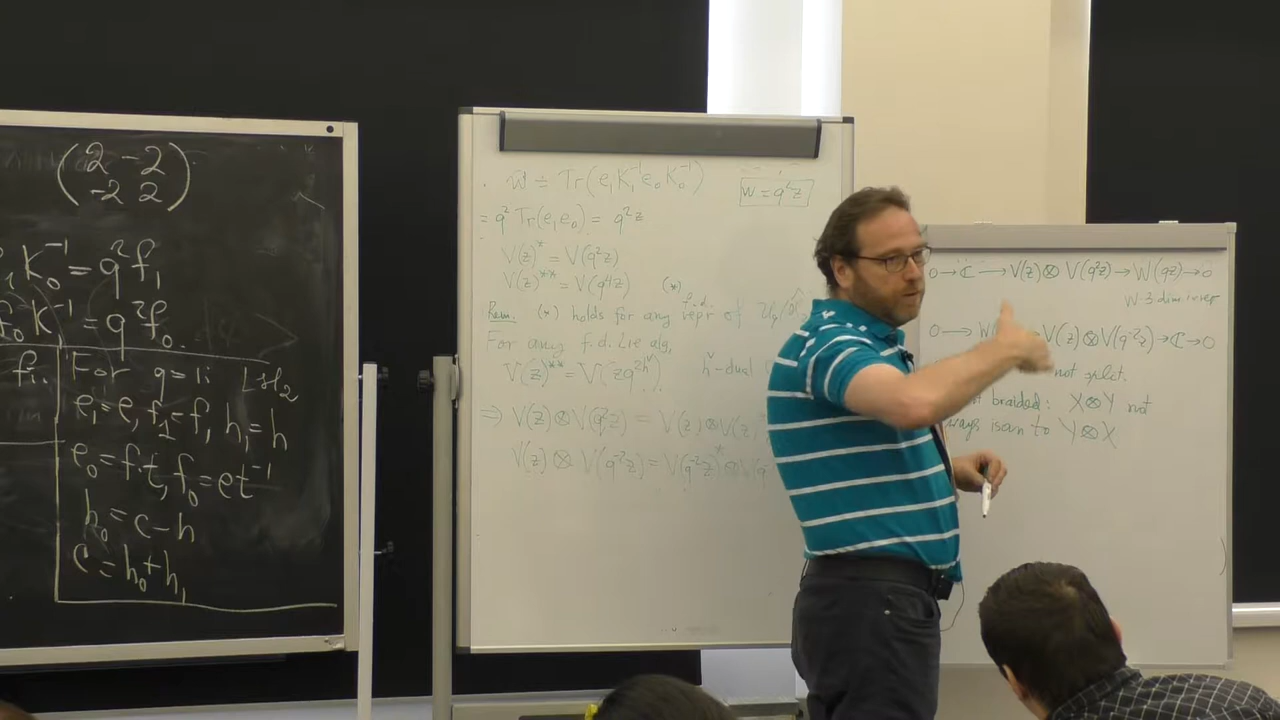 (2 -2
-2 2)
K₀⁻¹ = q²f₁
f₀K⁻¹ = q²f₀.
f₁.
For q=1: Lsl₂
e₁=e, f₁=f, h₁=h
e₀=f·t, f₀=et⁻¹
h₀=c-h
c=h₀+h₁
w = Tr(e₁K₁⁻¹e₀K₀⁻¹)
w=q²z
= q² Tr(e₁e₀) = q²z
V(z)* = V(q²z)
V(z)** = V(q⁴z) (*)
Rem. (*) holds for any f.d. repr of
For any f.d. Lie alg,
V(z)** = V(zq^{2h^∨}) h^∨-dual
⇒ V(z)⊗V(q²z) = V(z)⊗V(z)
V(z)⊗V(q⁻²z) = V(q⁻²z)*⊗V(q
0→ℂ→V(z)⊗V(q²z)→W(qz)→0
W-3-dim irrep
0→W V(z)⊗V(q⁻²z)→ℂ→0
not split.
braided: X⊗Y not
isom to Y⊗X